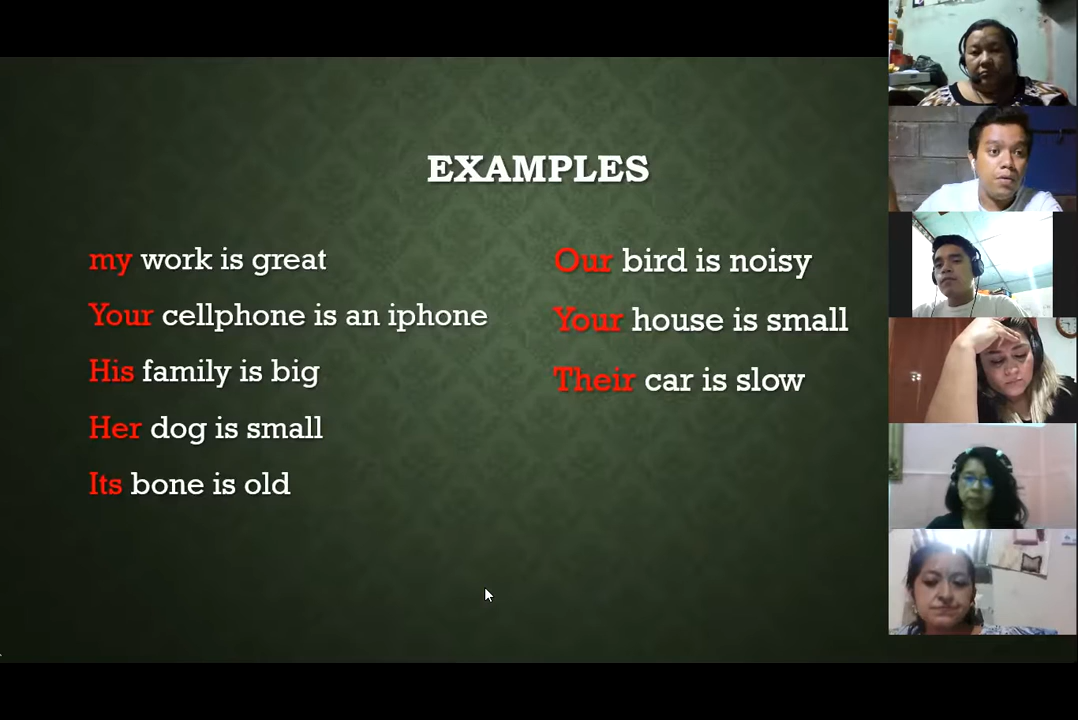 EXAMPLES
my work is great
Your cellphone is an iphone
His family is big
Her dog is small
Its bone is old
Our bird is noisy
Your house is small
Their car is slow